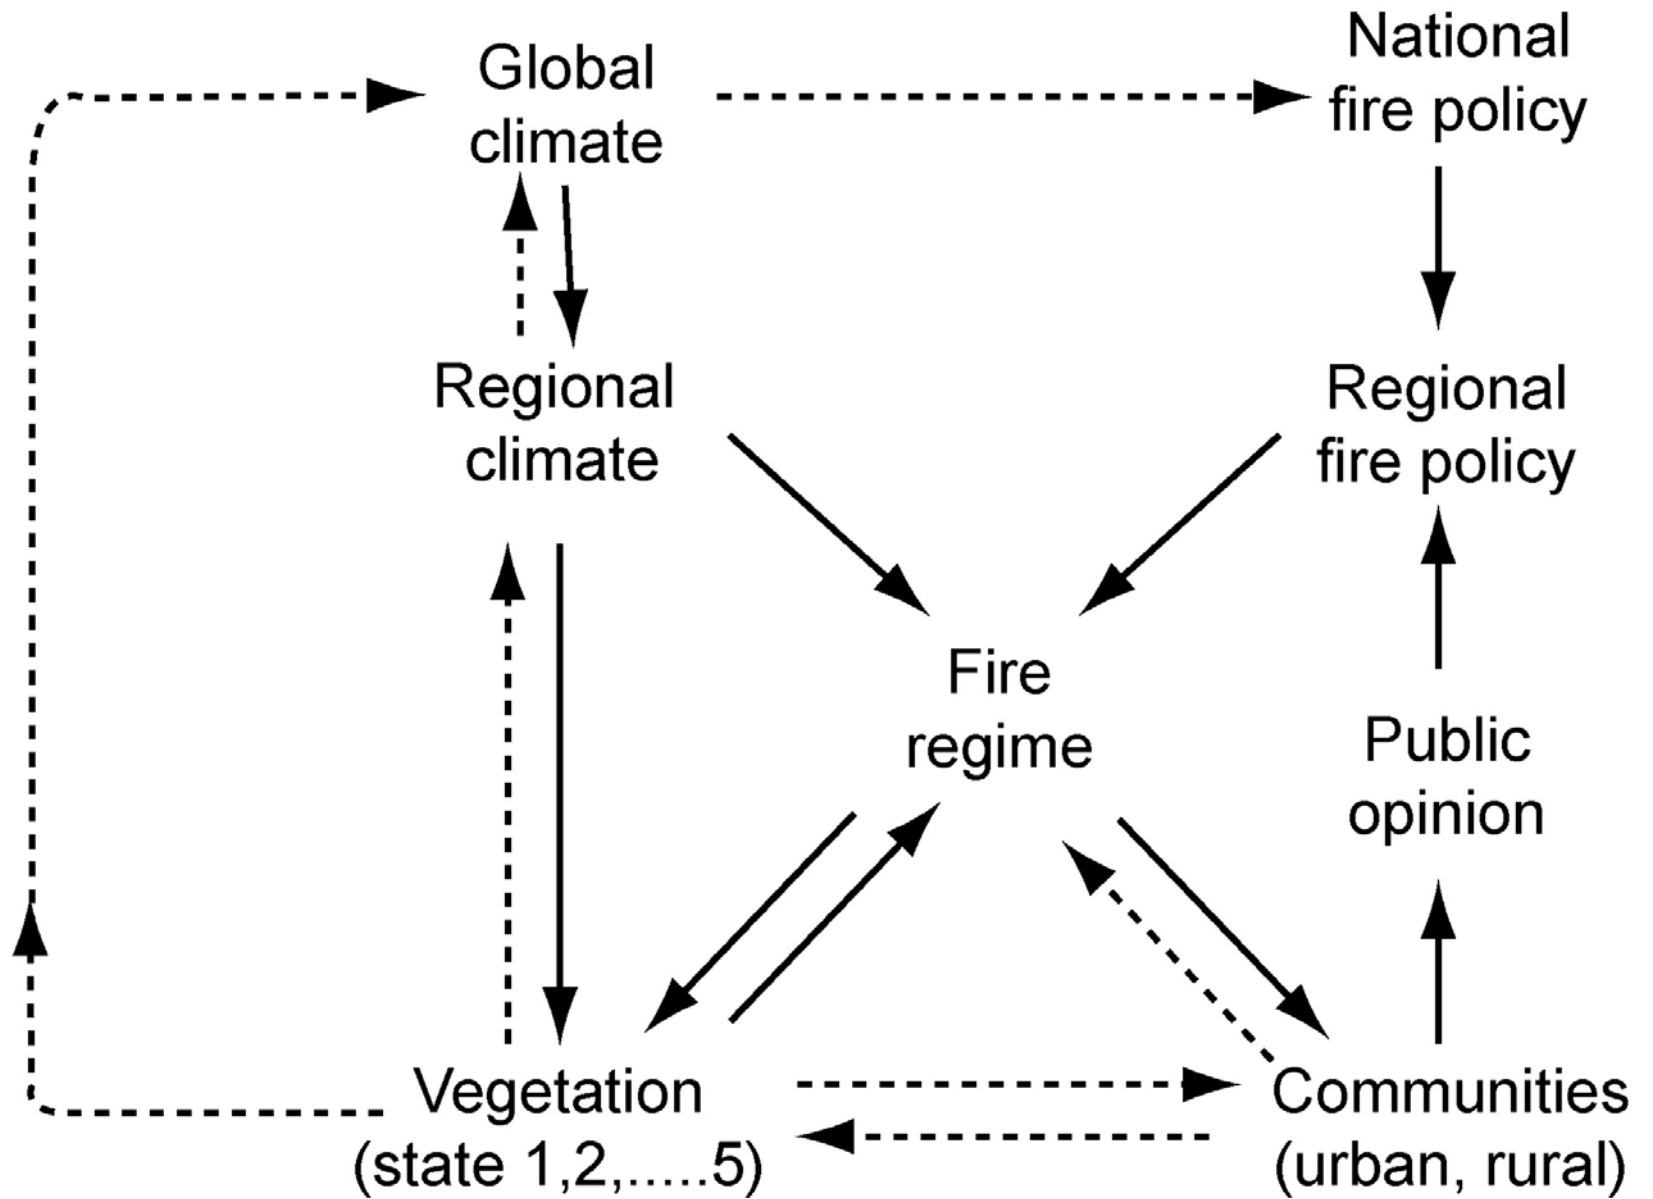 Global
climate
National
fire policy
Regional
climate
Regional
fire policy
Fire
regime
Public
opinion
Vegetation
(state 1,2,.....5)
Communities
(urban, rural)